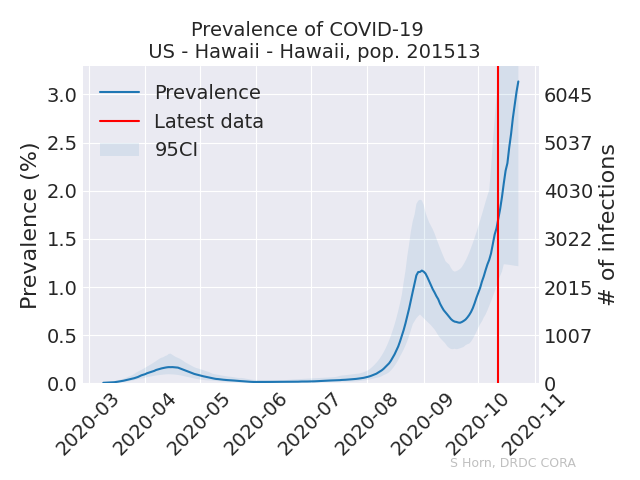 Prevalence of COVID-19
US - Hawaii - Hawaii, pop. 201513
Prevalence
Latest data
95CI
Prevalence (%)
3.0
2.5
2.0
1.5
1.0
0.5
0.0
6045
5037
4030
3022
2015
1007
0
# of infections
2020-03
2020-04
2020-05
2020-06
2020-07
2020-08
2020-09
2020-10
2020-11
S Horn, DRDC CORA